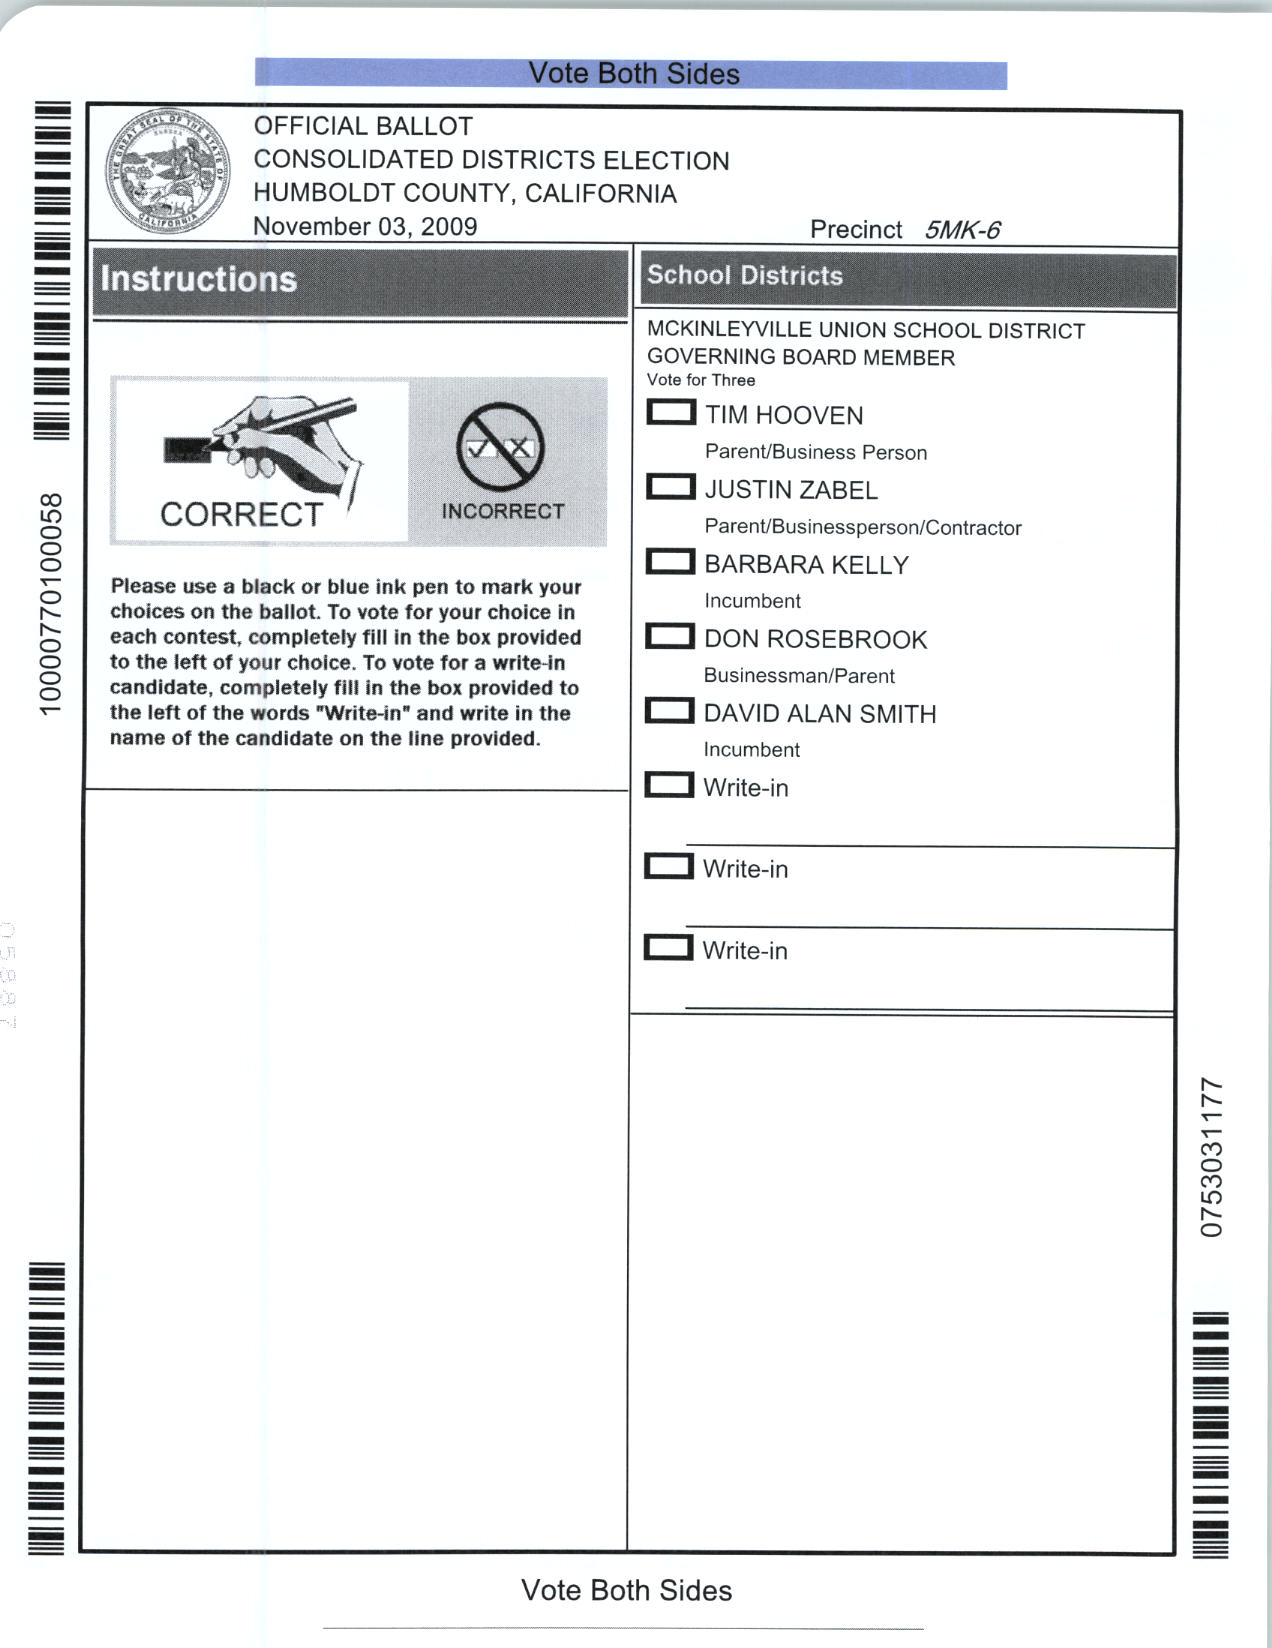 Vote Both Sides
THE GREAT SEAL OF THE STATE OF CALIFORNIA
EUREKA
OFFICIAL BALLOT
CONSOLIDATED DISTRICTS ELECTION
HUMBOLDT COUNTY, CALIFORNIA
November 03, 2009
Precinct 5MK-6
Instructions
CORRECT
INCORRECT
Please use a black or blue ink pen to mark your
choices on the ballot. To vote for your choice in
each contest, completely fill in the box provided
to the left of your choice. To vote for a write-in
candidate, completely fill in the box provided to
the left of the words "Write-in" and write in the
name of the candidate on the line provided.
School Districts
MCKINLEYVILLE UNION SCHOOL DISTRICT
GOVERNING BOARD MEMBER
Vote for Three
TIM HOOVEN
Parent/Business Person
JUSTIN ZABEL
Parent/Businessperson/Contractor
BARBARA KELLY
Incumbent
DON ROSEBROOK
Businessman/Parent
DAVID ALAN SMITH
Incumbent
Write-in
Write-in
Write-in
10000770100058
0753031177
Vote Both Sides